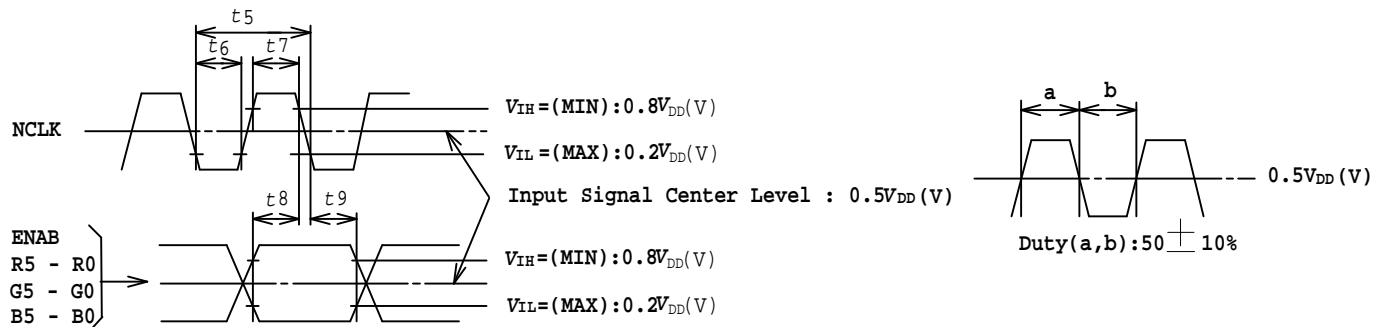 t5
t6 t7
NCLK
VIH=(MIN):0.8VDD(V)
VIL=(MAX):0.2VDD(V)
Input Signal Center Level : 0.5VDD(V)
t8 t9
ENAB
R5 - R0
G5 - G0
B5 - B0
VIH=(MIN):0.8VDD(V)
VIL=(MAX):0.2VDD(V)
a b
0.5VDD(V)
Duty(a,b):50±10%